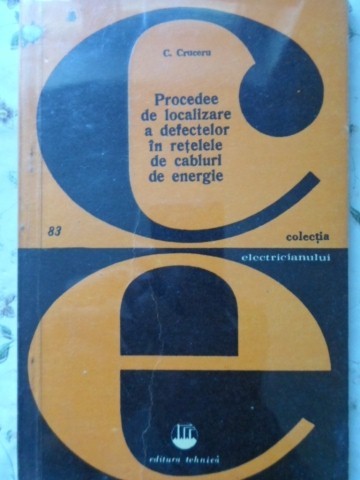 C. Cruceru
Procedee
de localizare
a defectelor
în rețelele
de cabluri
de energie
83
colecția
electricianului
editura tehnică